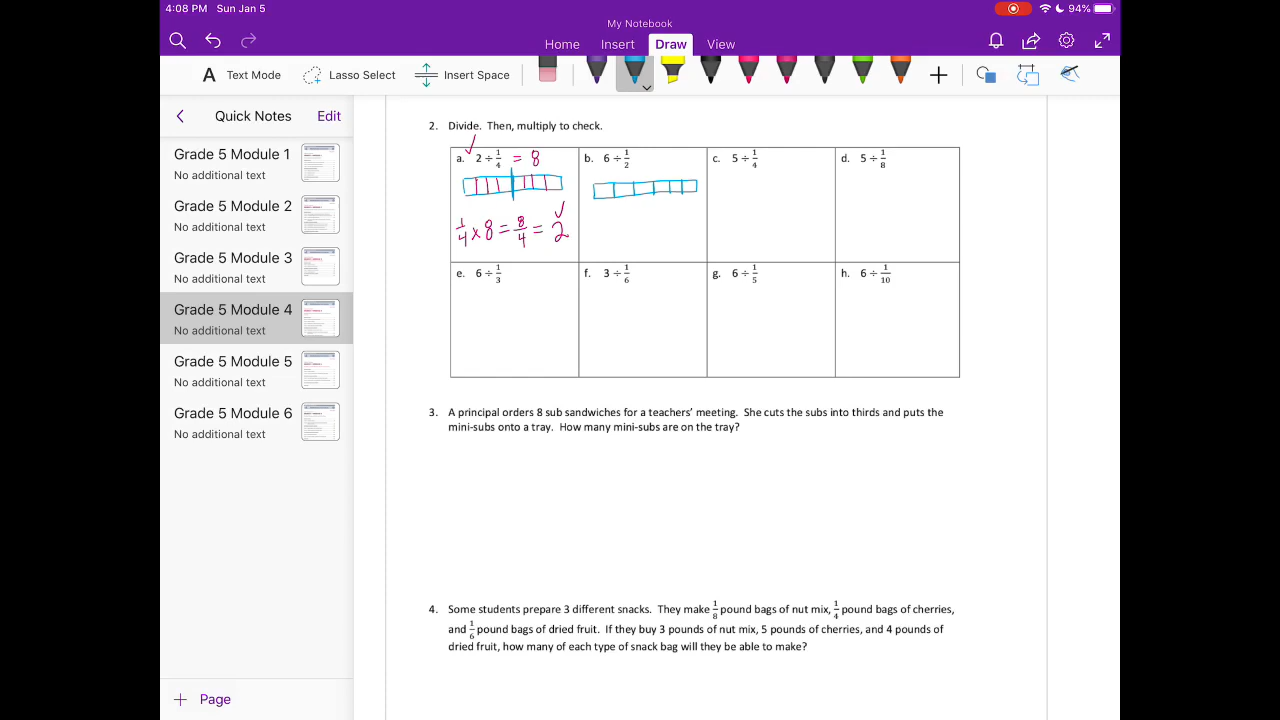 4:08 PM Sun Jan 5
94%
My Notebook
Home Insert Draw View
A Text Mode Lasso Select Insert Space
Quick Notes Edit
Grade 5 Module 1
No additional text
Grade 5 Module 2
No additional text
Grade 5 Module 3
No additional text
Grade 5 Module 4
No additional text
Grade 5 Module 5
No additional text
Grade 5 Module 6
No additional text
+ Page
2. Divide. Then, multiply to check.
a. ÷ 1/4 = 8
1/4 × 8 = 8/4 = 2
b. 6 ÷ 1/2
c. 5 ÷ 1/4
d. 5 ÷ 1/8
e. ÷ 1/3
f. 3 ÷ 1/6
g. 6 ÷ 1/5
h. 6 ÷ 1/10
3. A principal orders 8 sub sandwiches for a teachers' meeting. She cuts the subs into thirds and puts the
mini-subs onto a tray. How many mini-subs are on the tray?
4. Some students prepare 3 different snacks. They make 1/8 pound bags of nut mix, 1/4 pound bags of cherries,
and 1/6 pound bags of dried fruit. If they buy 3 pounds of nut mix, 5 pounds of cherries, and 4 pounds of
dried fruit, how many of each type of snack bag will they be able to make?